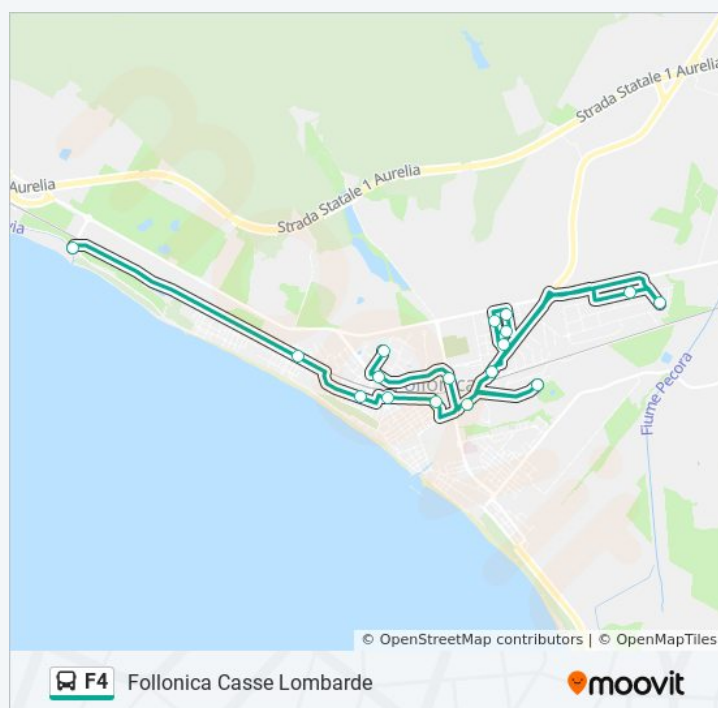 Strada Statale 1 Aurelia
Aurelia
Strada Statale 1 Aurelia
via
Follonica
Fiume Pecora
© OpenStreetMap contributors | © OpenMapTiles
F4 Follonica Casse Lombarde moovit